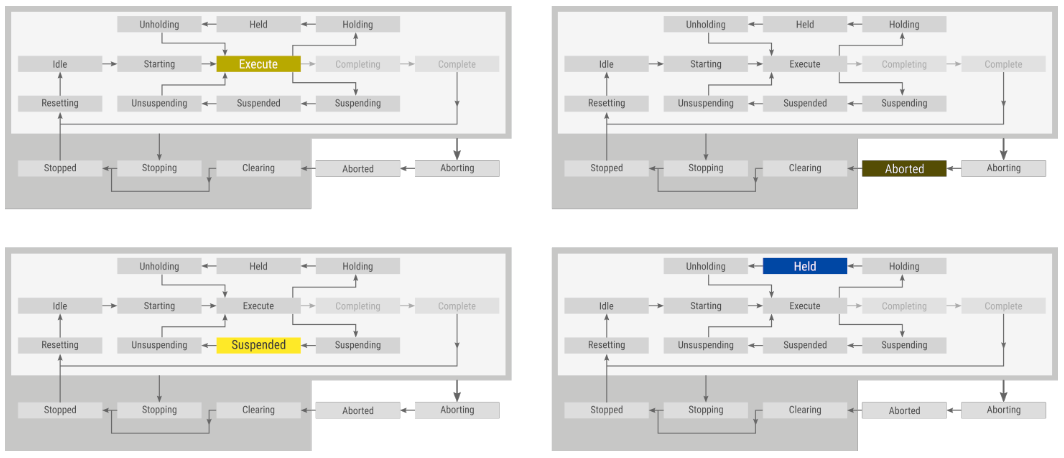 Unholding Held Holding
Idle Starting Execute Completing Complete
Resetting Unsuspending Suspended Suspending
Stopped Stopping Clearing Aborted Aborting
Unholding Held Holding
Idle Starting Execute Completing Complete
Resetting Unsuspending Suspended Suspending
Stopped Stopping Clearing Aborted Aborting
Unholding Held Holding
Idle Starting Execute Completing Complete
Resetting Unsuspending Suspended Suspending
Stopped Stopping Clearing Aborted Aborting
Unholding Held Holding
Idle Starting Execute Completing Complete
Resetting Unsuspending Suspended Suspending
Stopped Stopping Clearing Aborted Aborting